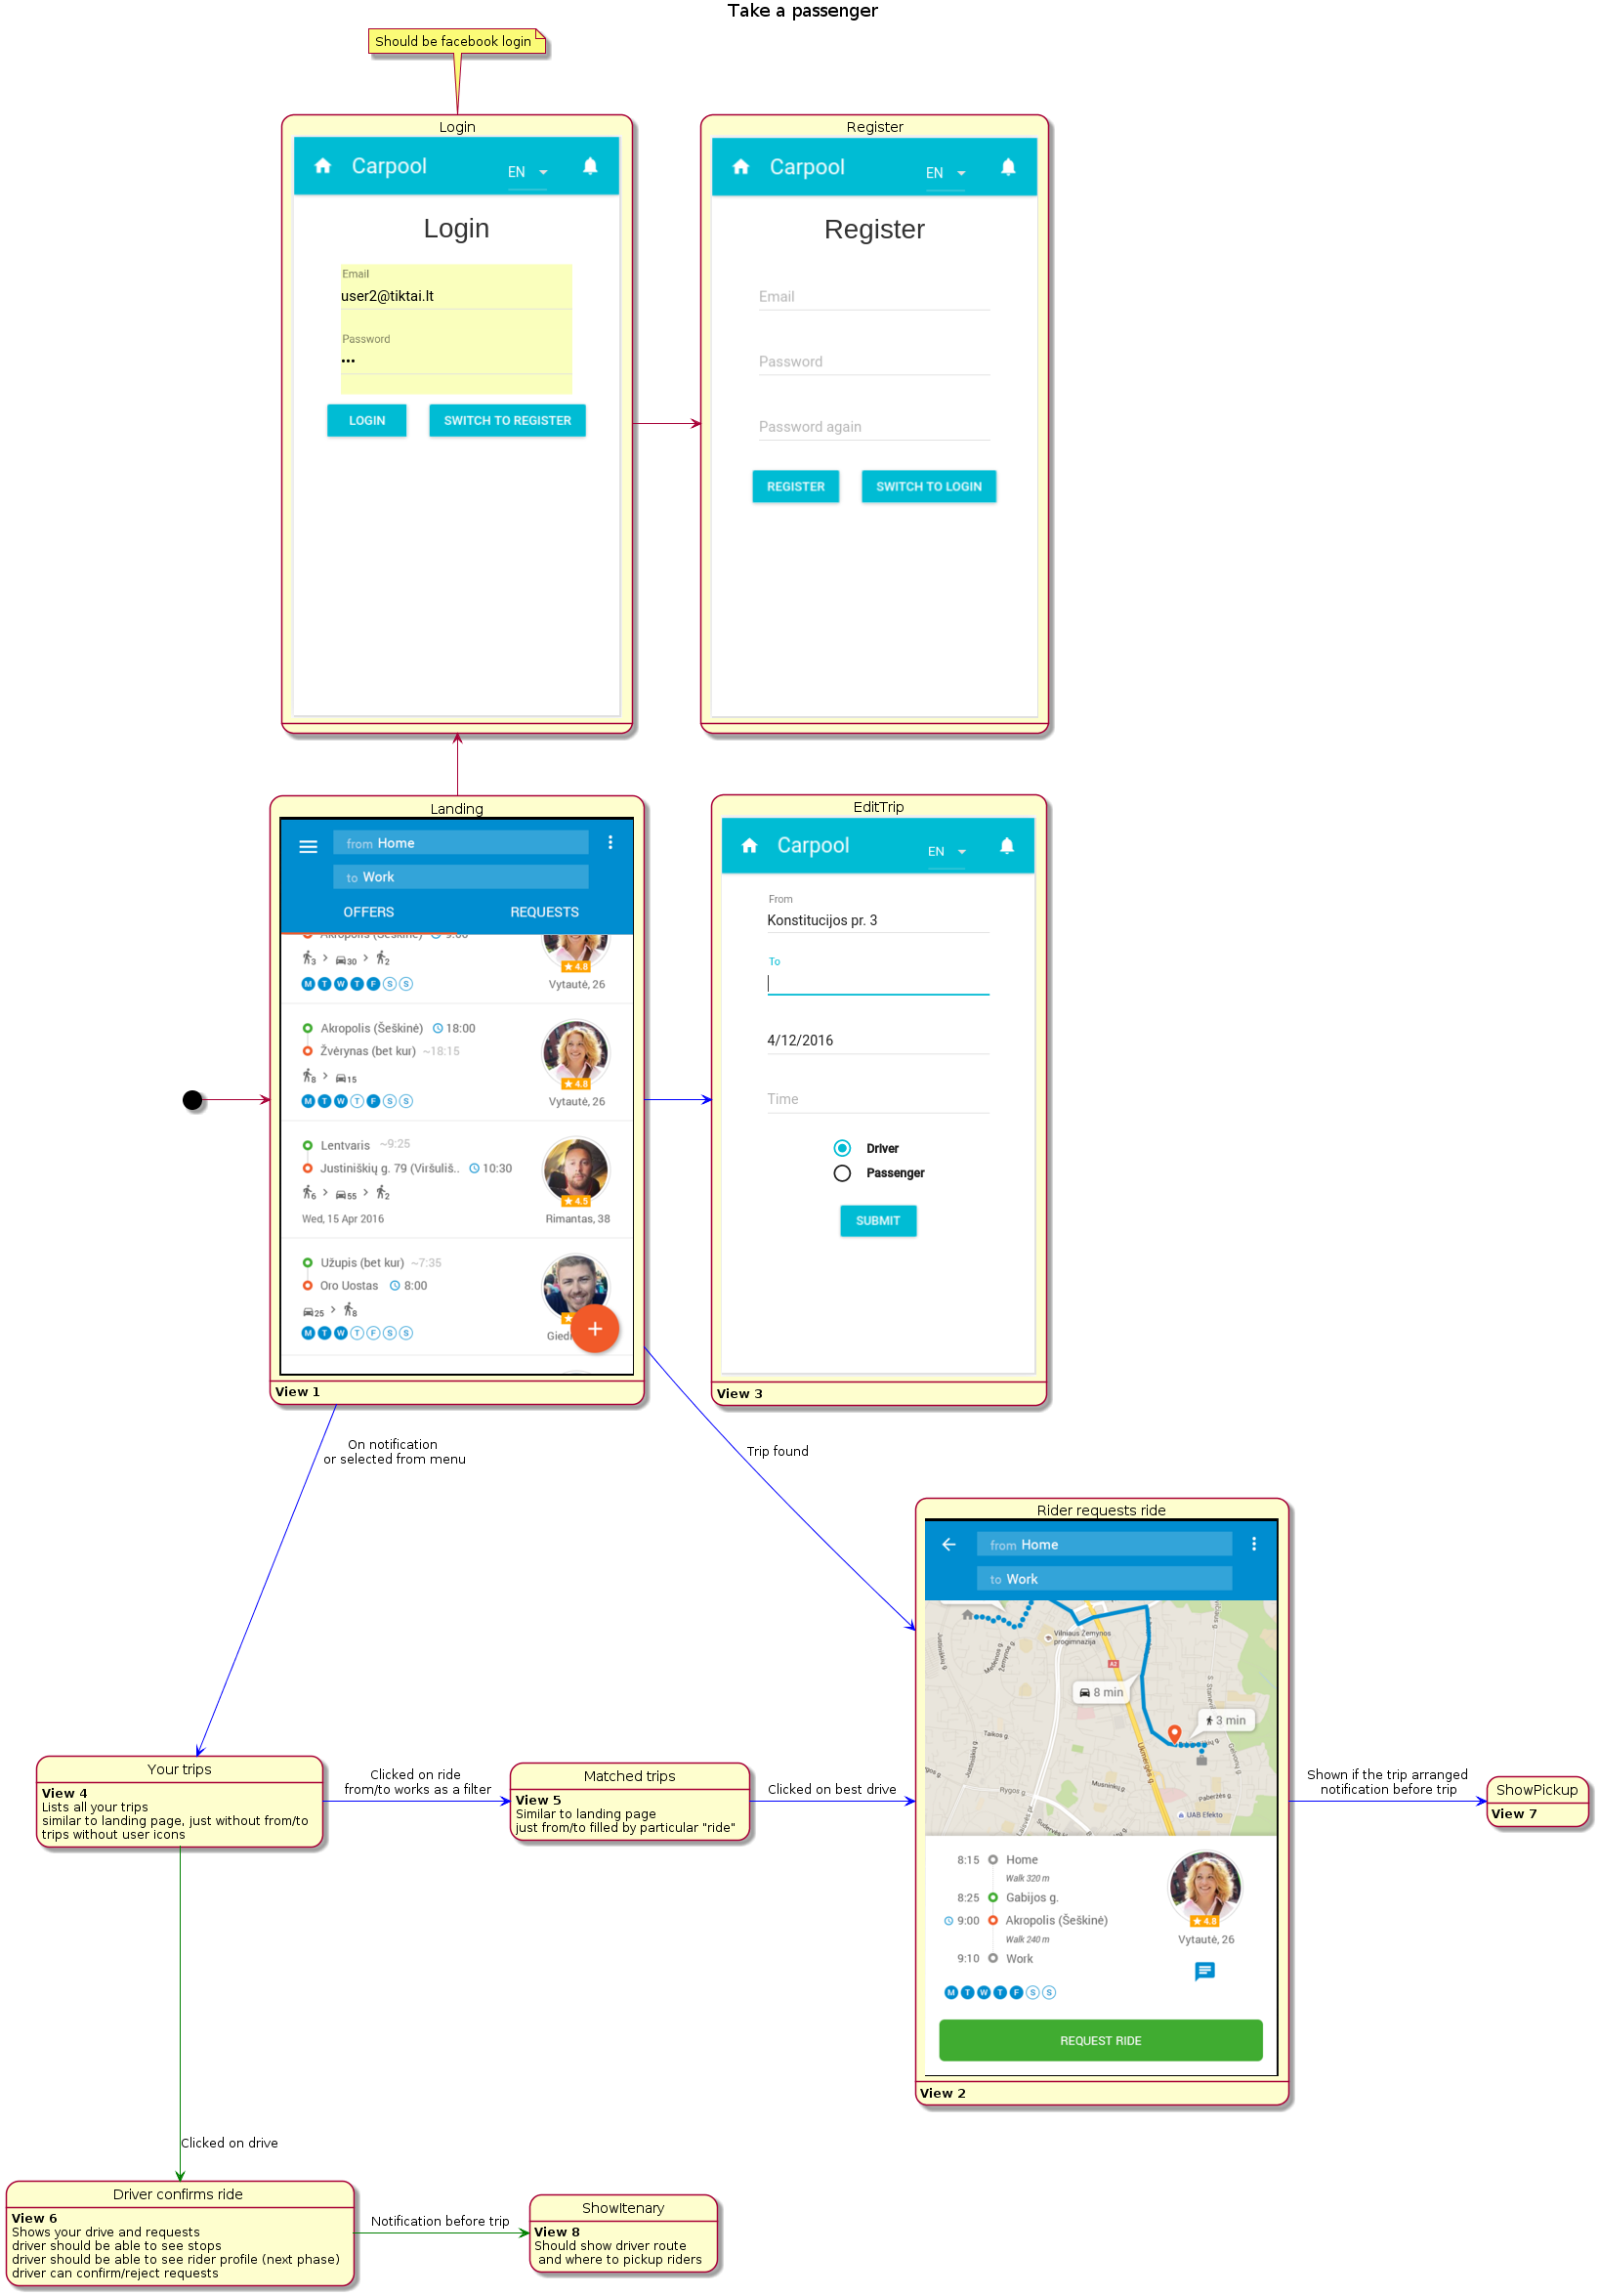 Take a passenger
Should be facebook login
Login
Carpool
EN
Login
Email
user2@tiktai.lt
Password
•••
LOGIN
SWITCH TO REGISTER
Register
Carpool
EN
Register
Email
Password
Password again
REGISTER
SWITCH TO LOGIN
Landing
from Home
to Work
OFFERS
REQUESTS
Akropolis (Šeškinė) 9:00
3 > 30 > 2
★ 4.8
M T W T F S S
Vytautė, 26
Akropolis (Šeškinė) 18:00
Žvėrynas (bet kur) ~18:15
8 > 15
★ 4.8
M T W T F S S
Vytautė, 26
Lentvaris ~9:25
Justiniškių g. 79 (Viršuliš.. 10:30
6 > 55 > 2
★ 4.5
Wed, 15 Apr 2016
Rimantas, 38
Užupis (bet kur) ~7:35
Oro Uostas 8:00
25 > 8
M T W T F S S
Giedr
+
View 1
EditTrip
Carpool
EN
From
Konstitucijos pr. 3
To
4/12/2016
Time
Driver
Passenger
SUBMIT
View 3
On notification
or selected from menu
Trip found
Rider requests ride
from Home
to Work
Vilniaus Žemynos
progimnazija
Justiniškių g.
Medeinos g.
Žemynos g.
A2
8 min
3 min
Taikos g.
Justiniškių g.
Ukmergės g.
Gelvonių g.
Rygos g.
Musninkų g.
Paberžės g.
UAB Efekto
8:15 Home
Walk 320 m
8:25 Gabijos g.
9:00 Akropolis (Šeškinė)
Walk 240 m
9:10 Work
★ 4.8
Vytautė, 26
M T W T F S S
REQUEST RIDE
View 2
Your trips
View 4
Lists all your trips
similar to landing page, just without from/to
trips without user icons
Clicked on ride
from/to works as a filter
Matched trips
View 5
Similar to landing page
just from/to filled by particular "ride"
Clicked on best drive
Shown if the trip arranged
notification before trip
ShowPickup
View 7
Clicked on drive
Driver confirms ride
View 6
Shows your drive and requests
driver should be able to see stops
driver should be able to see rider profile (next phase)
driver can confirm/reject requests
Notification before trip
ShowItenary
View 8
Should show driver route
and where to pickup riders